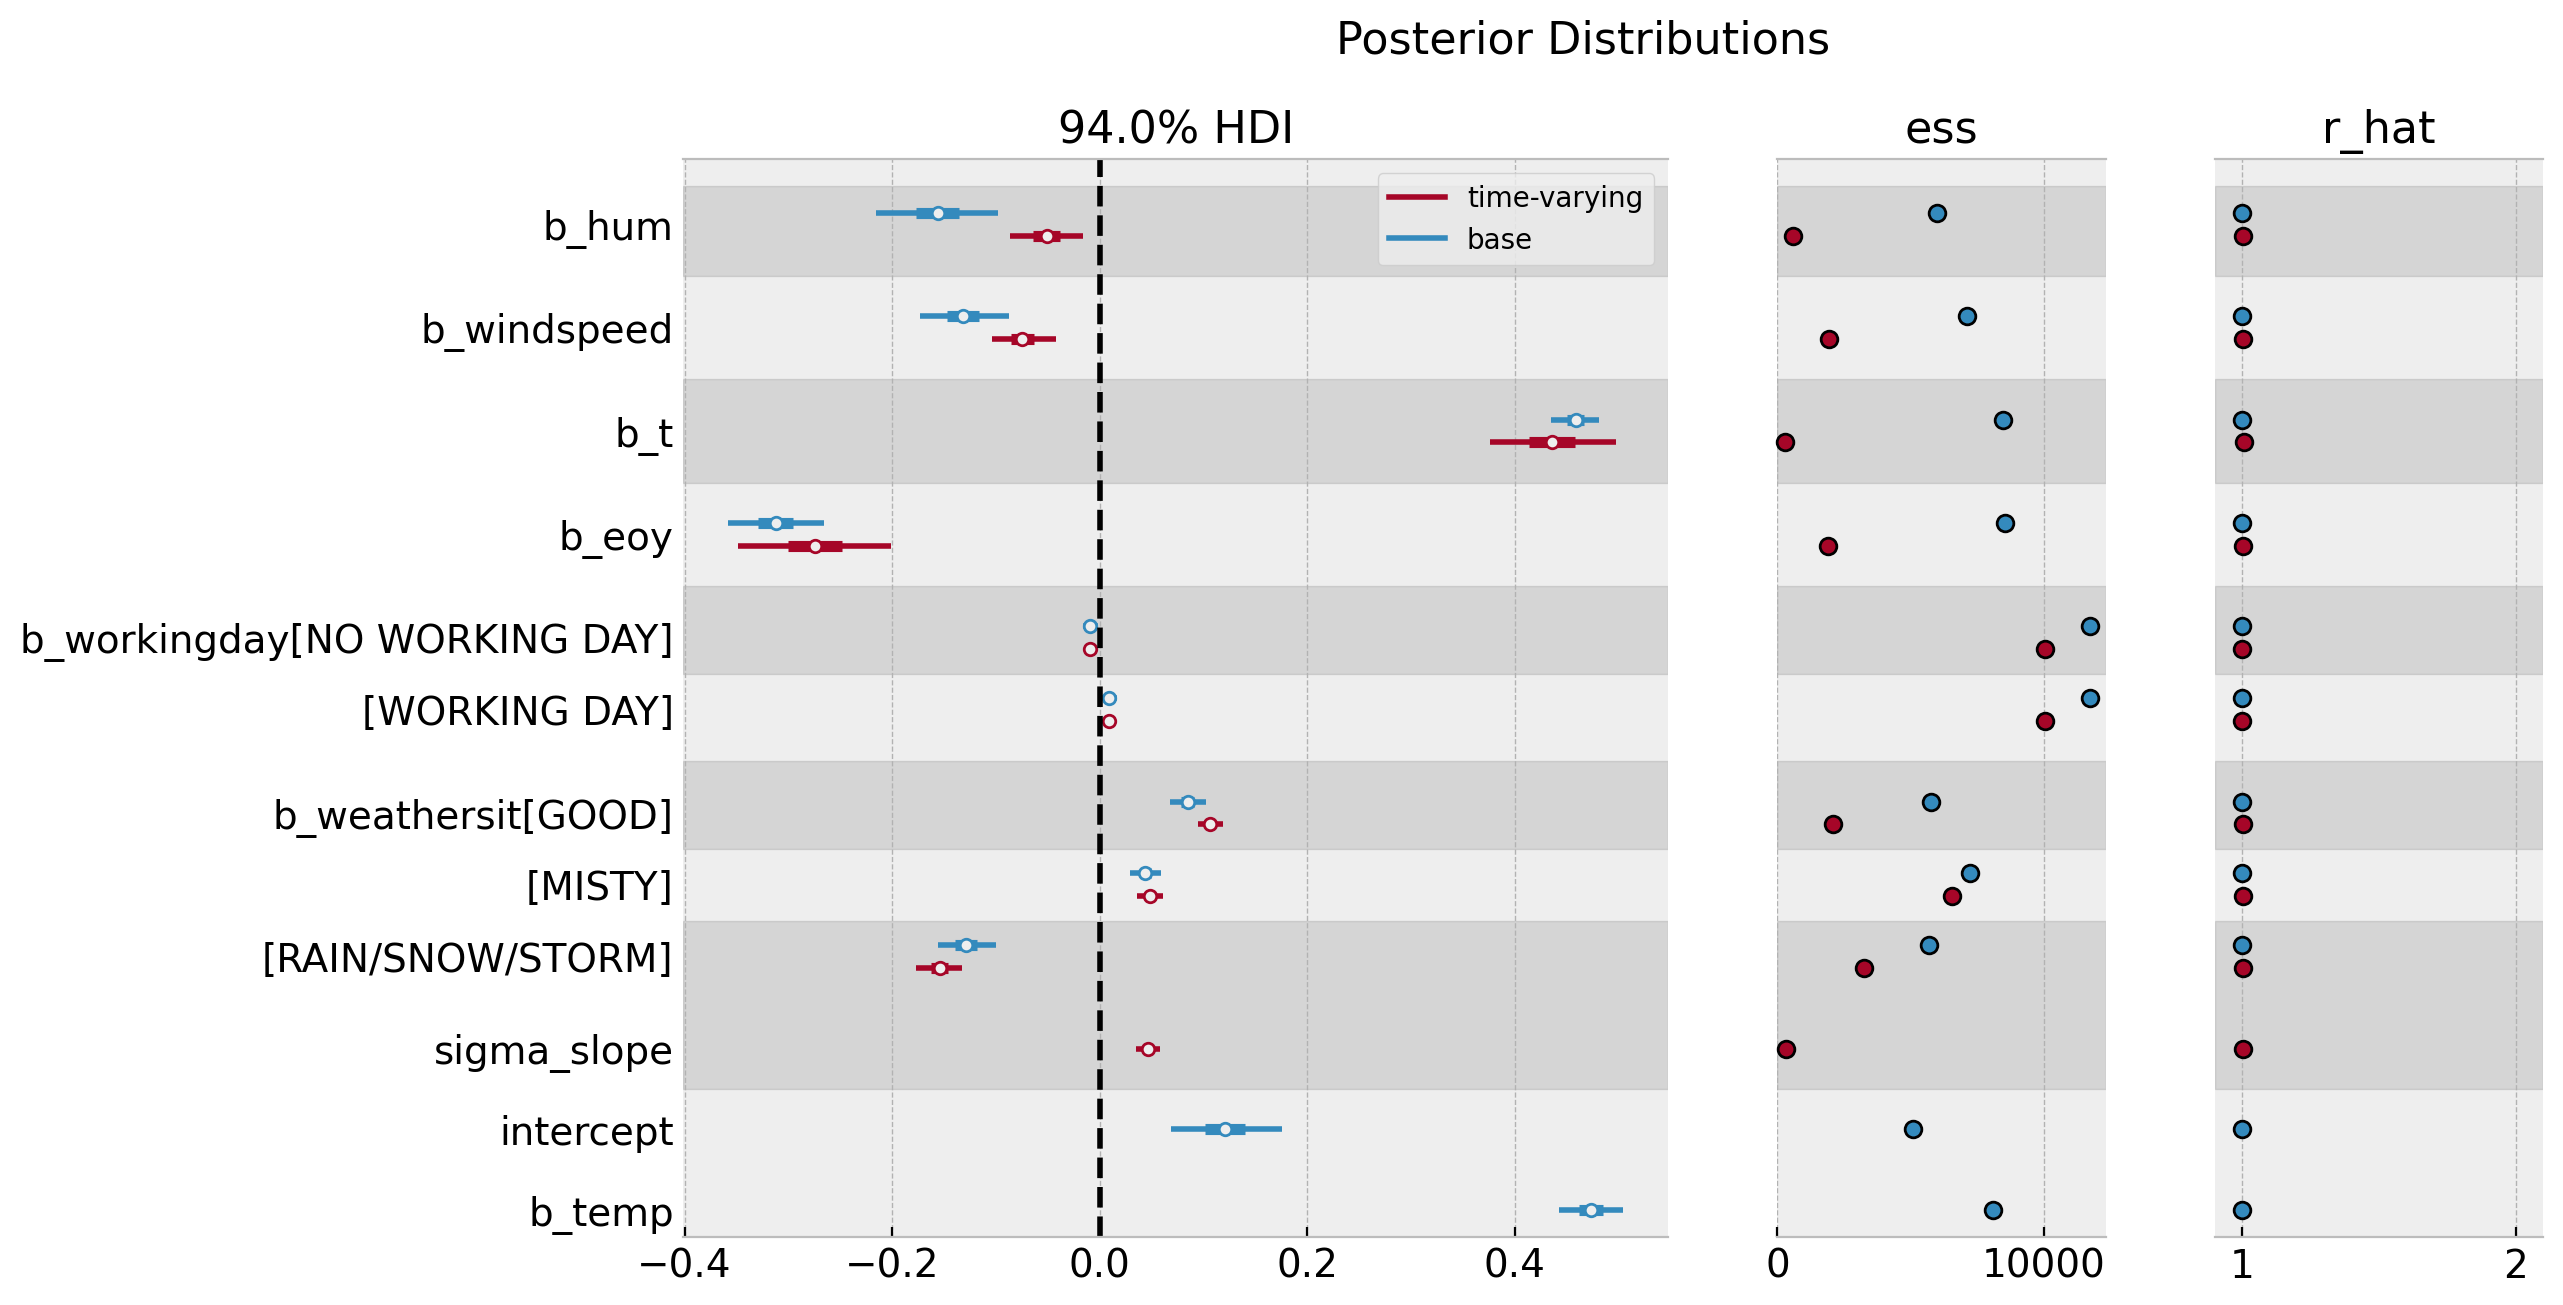 Posterior Distributions
94.0% HDI
ess
r_hat
time-varying
base
b_hum
b_windspeed
b_t
b_eoy
b_workingday[NO WORKING DAY]
[WORKING DAY]
b_weathersit[GOOD]
[MISTY]
[RAIN/SNOW/STORM]
sigma_slope
intercept
b_temp
−0.4 −0.2 0.0 0.2 0.4
0 10000
1 2